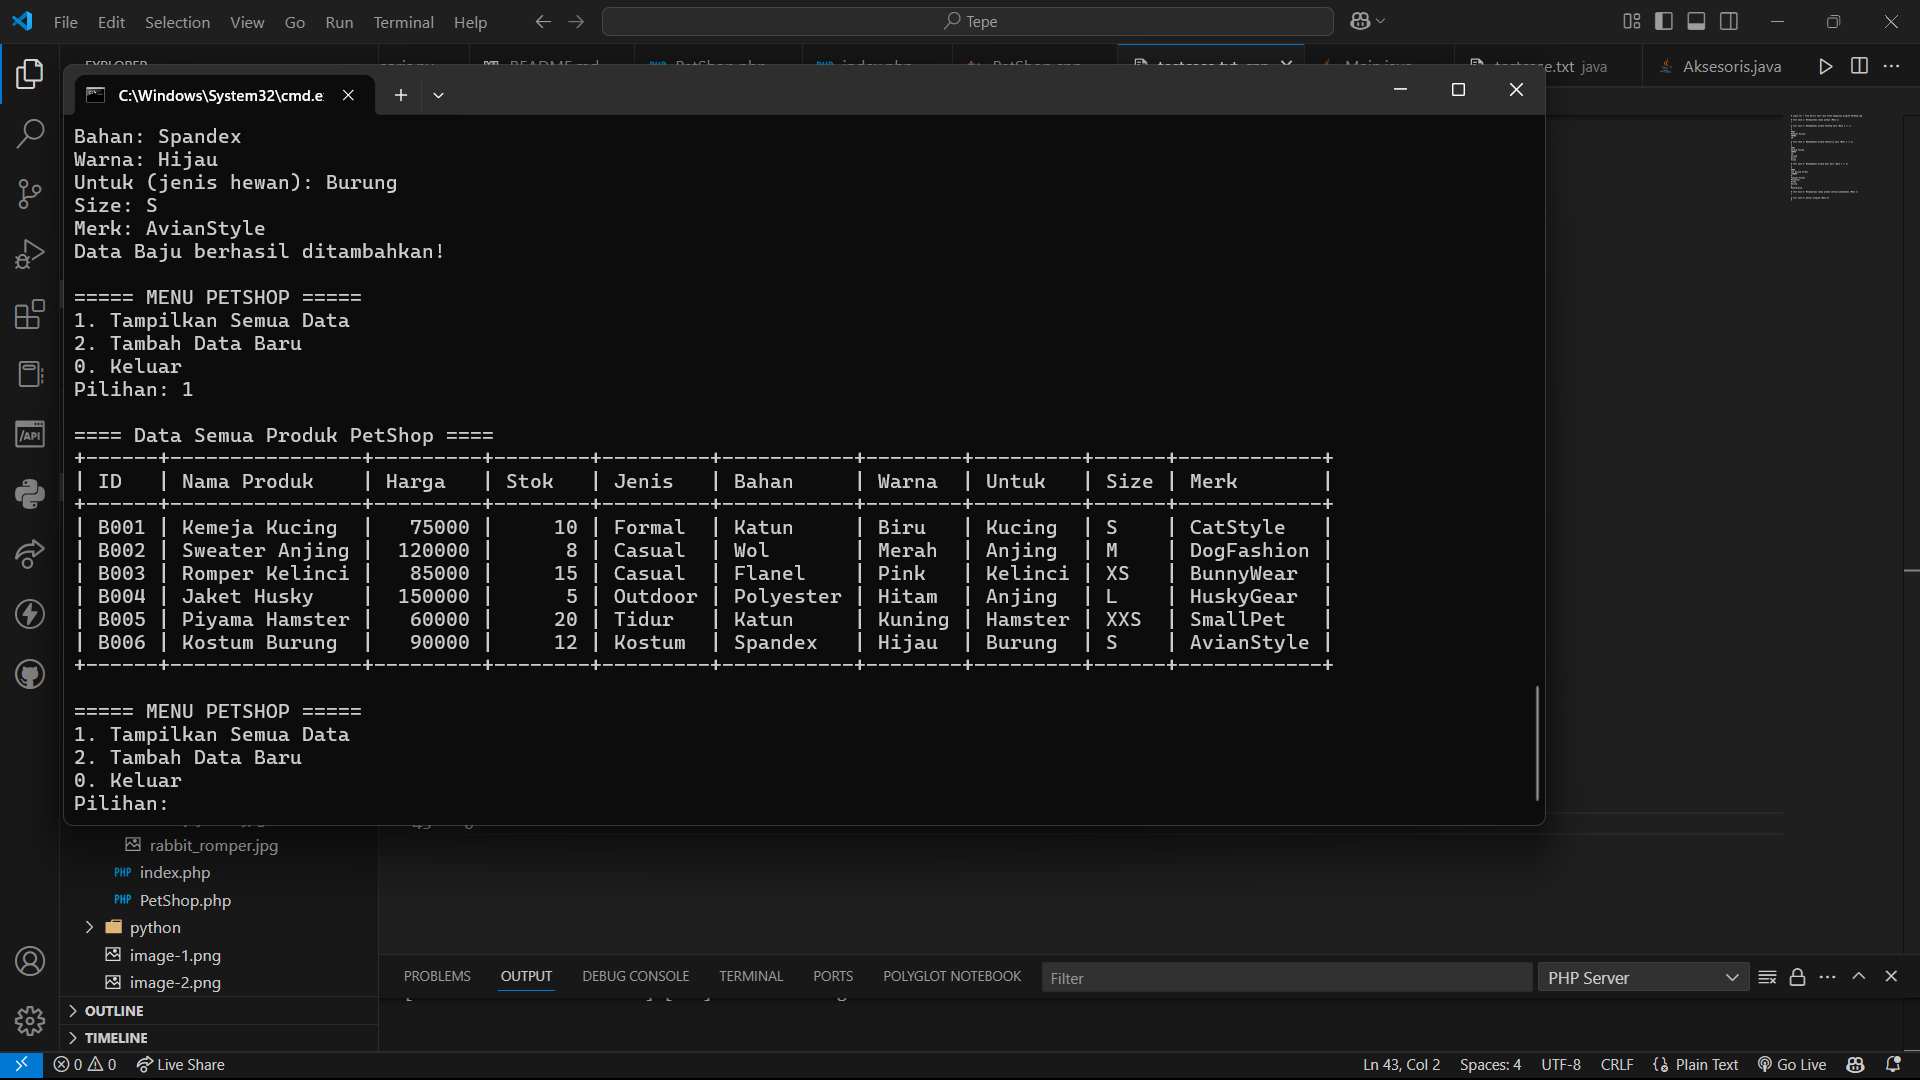 File Edit Selection View Go Run Terminal Help
Tepe
java
Aksesoris.java
C:\Windows\System32\cmd.e
Bahan: Spandex
Warna: Hijau
Untuk (jenis hewan): Burung
Size: S
Merk: AvianStyle
Data Baju berhasil ditambahkan!
===== MENU PETSHOP =====
1. Tampilkan Semua Data
2. Tambah Data Baru
0. Keluar
Pilihan: 1
==== Data Semua Produk PetShop ====
+------+----------------+---------+--------+---------+-----------+--------+---------+------+------------+
| ID   | Nama Produk    | Harga   | Stok   | Jenis   | Bahan     | Warna  | Untuk   | Size | Merk       |
+------+----------------+---------+--------+---------+-----------+--------+---------+------+------------+
| B001 | Kemeja Kucing  |   75000 |     10 | Formal  | Katun     | Biru   | Kucing  | S    | CatStyle   |
| B002 | Sweater Anjing |  120000 |      8 | Casual  | Wol       | Merah  | Anjing  | M    | DogFashion |
| B003 | Romper Kelinci |   85000 |     15 | Casual  | Flanel    | Pink   | Kelinci | XS   | BunnyWear  |
| B004 | Jaket Husky    |  150000 |      5 | Outdoor | Polyester | Hitam  | Anjing  | L    | HuskyGear  |
| B005 | Piyama Hamster |   60000 |     20 | Tidur   | Katun     | Kuning | Hamster | XXS  | SmallPet   |
| B006 | Kostum Burung  |   90000 |     12 | Kostum  | Spandex   | Hijau  | Burung  | S    | AvianStyle |
+------+----------------+---------+--------+---------+-----------+--------+---------+------+------------+
===== MENU PETSHOP =====
1. Tampilkan Semua Data
2. Tambah Data Baru
0. Keluar
Pilihan:
rabbit_romper.jpg
PHP index.php
PHP PetShop.php
python
image-1.png
image-2.png
OUTLINE
TIMELINE
PROBLEMS OUTPUT DEBUG CONSOLE TERMINAL PORTS POLYGLOT NOTEBOOK
Filter
PHP Server
0 0 Live Share
Ln 43, Col 2 Spaces: 4 UTF-8 CRLF {} Plain Text Go Live